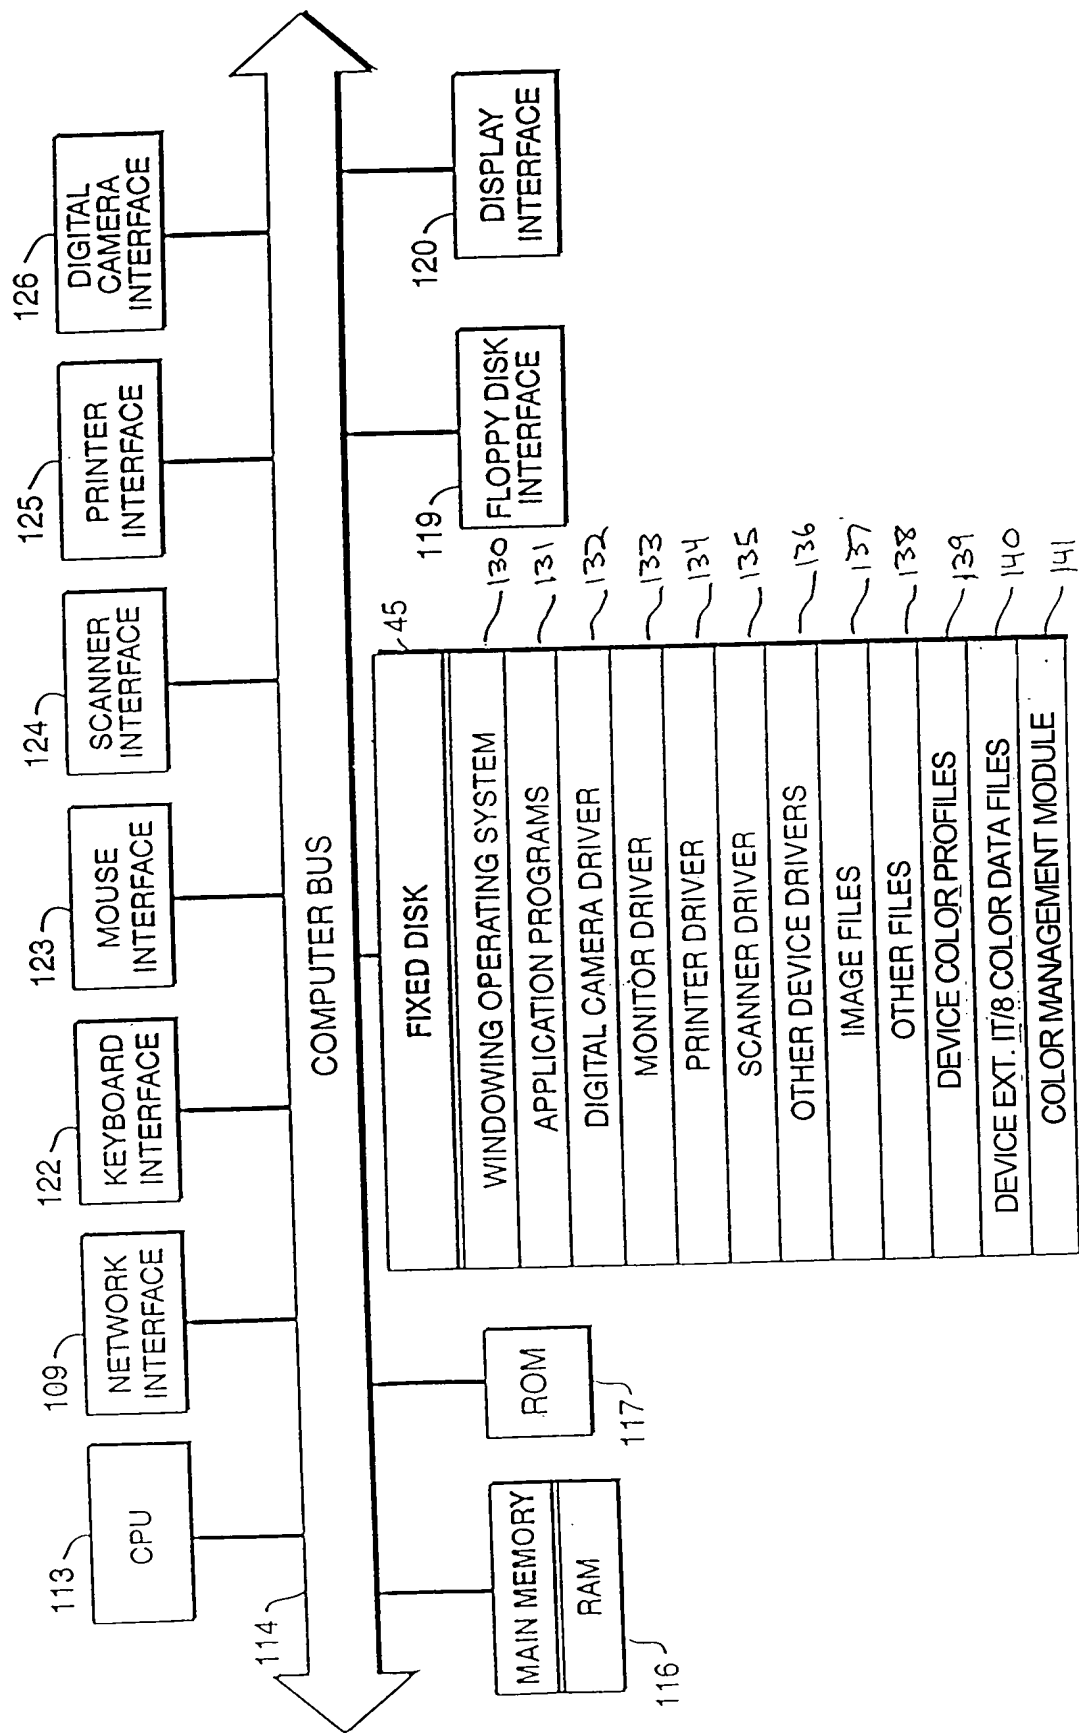 113
CPU
109
NETWORK
INTERFACE
122
KEYBOARD
INTERFACE
123
MOUSE
INTERFACE
124
SCANNER
INTERFACE
125
PRINTER
INTERFACE
126
DIGITAL
CAMERA
INTERFACE
114
COMPUTER BUS
MAIN MEMORY
RAM
116
ROM
117
FIXED DISK
45
WINDOWING OPERATING SYSTEM
130
APPLICATION PROGRAMS
131
DIGITAL CAMERA DRIVER
132
MONITOR DRIVER
133
PRINTER DRIVER
134
SCANNER DRIVER
135
OTHER DEVICE DRIVERS
136
IMAGE FILES
137
OTHER FILES
138
DEVICE COLOR PROFILES
139
DEVICE EXT. IT/8 COLOR DATA FILES
140
COLOR MANAGEMENT MODULE
141
119
FLOPPY DISK
INTERFACE
120
DISPLAY
INTERFACE